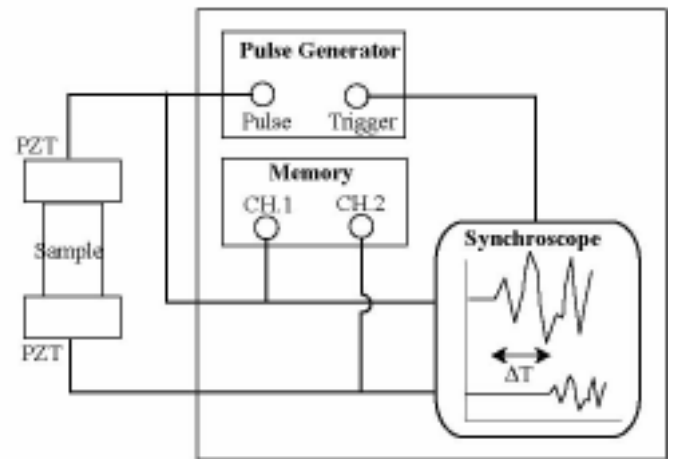 Pulse Generator
Pulse Trigger
PZT
Memory
CH.1 CH.2
Sample
Synchroscope
PZT
ΔT